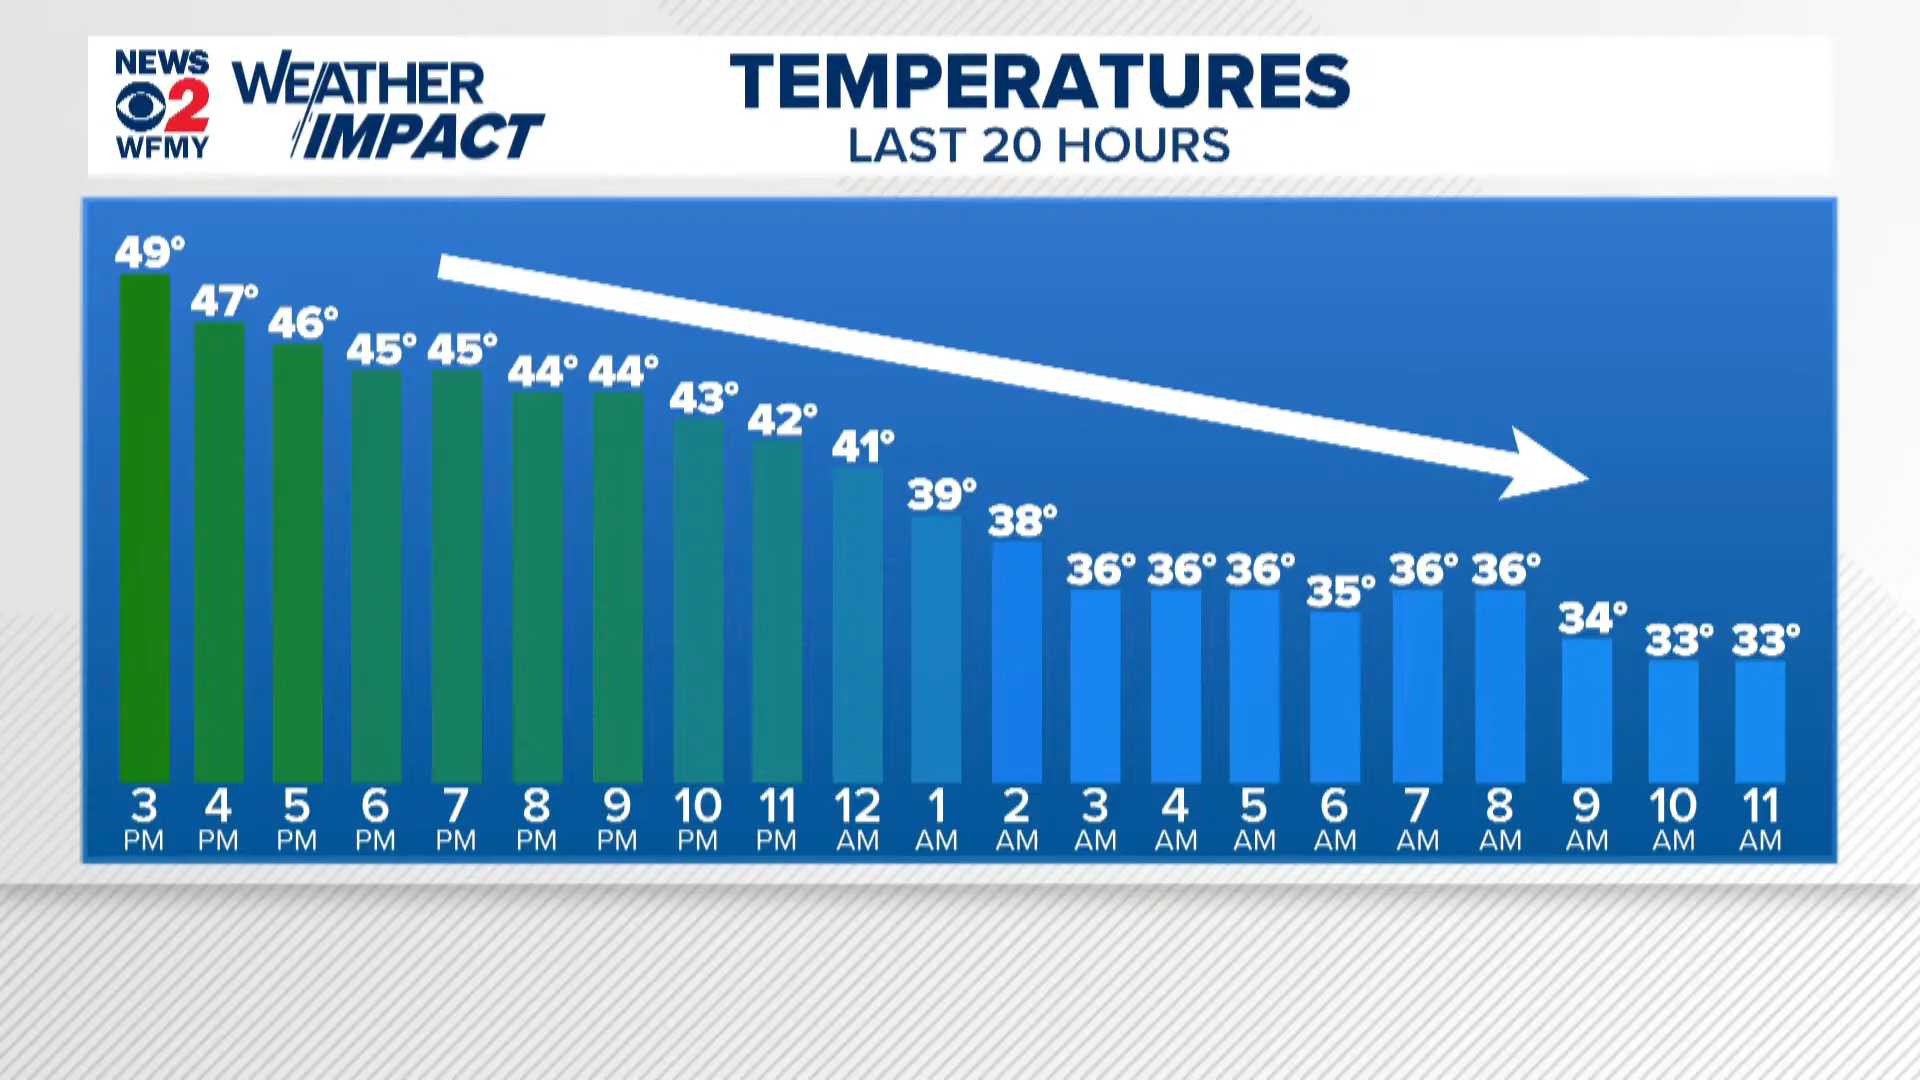 NEWS
2
WFMY
WEATHER
IMPACT
TEMPERATURES
LAST 20 HOURS
49° 47° 46° 45° 45° 44° 44° 43° 42° 41° 39° 38° 36° 36° 36° 35° 36° 36° 34° 33° 33°
3 4 5 6 7 8 9 10 11 12 1 2 3 4 5 6 7 8 9 10 11
PM PM PM PM PM PM PM PM PM AM AM AM AM AM AM AM AM AM AM AM AM